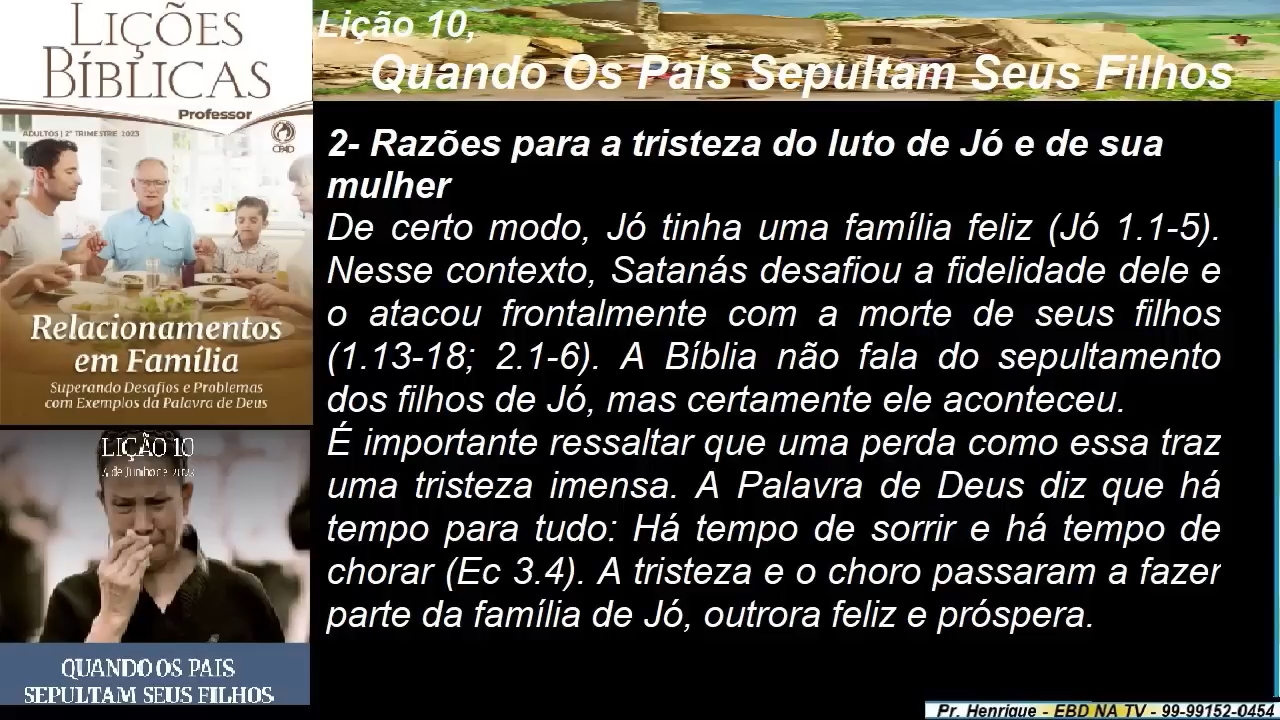 LIÇÕES
BÍBLICAS
Professor
ADULTOS | 2º TRIMESTRE 2023
CPAD
Relacionamentos
em Família
Superando Desafios e Problemas
com Exemplos da Palavra de Deus
LIÇÃO 10
QUANDO OS PAIS
SEPULTAM SEUS FILHOS
Lição 10,
Quando Os Pais Sepultam Seus Filhos
2- Razões para a tristeza do luto de Jó e de sua
mulher
De certo modo, Jó tinha uma família feliz (Jó 1.1-5).
Nesse contexto, Satanás desafiou a fidelidade dele e
o atacou frontalmente com a morte de seus filhos
(1.13-18; 2.1-6). A Bíblia não fala do sepultamento
dos filhos de Jó, mas certamente ele aconteceu.
É importante ressaltar que uma perda como essa traz
uma tristeza imensa. A Palavra de Deus diz que há
tempo para tudo: Há tempo de sorrir e há tempo de
chorar (Ec 3.4). A tristeza e o choro passaram a fazer
parte da família de Jó, outrora feliz e próspera.
Pr. Henrique - EBD NA TV - 99-99152-0454